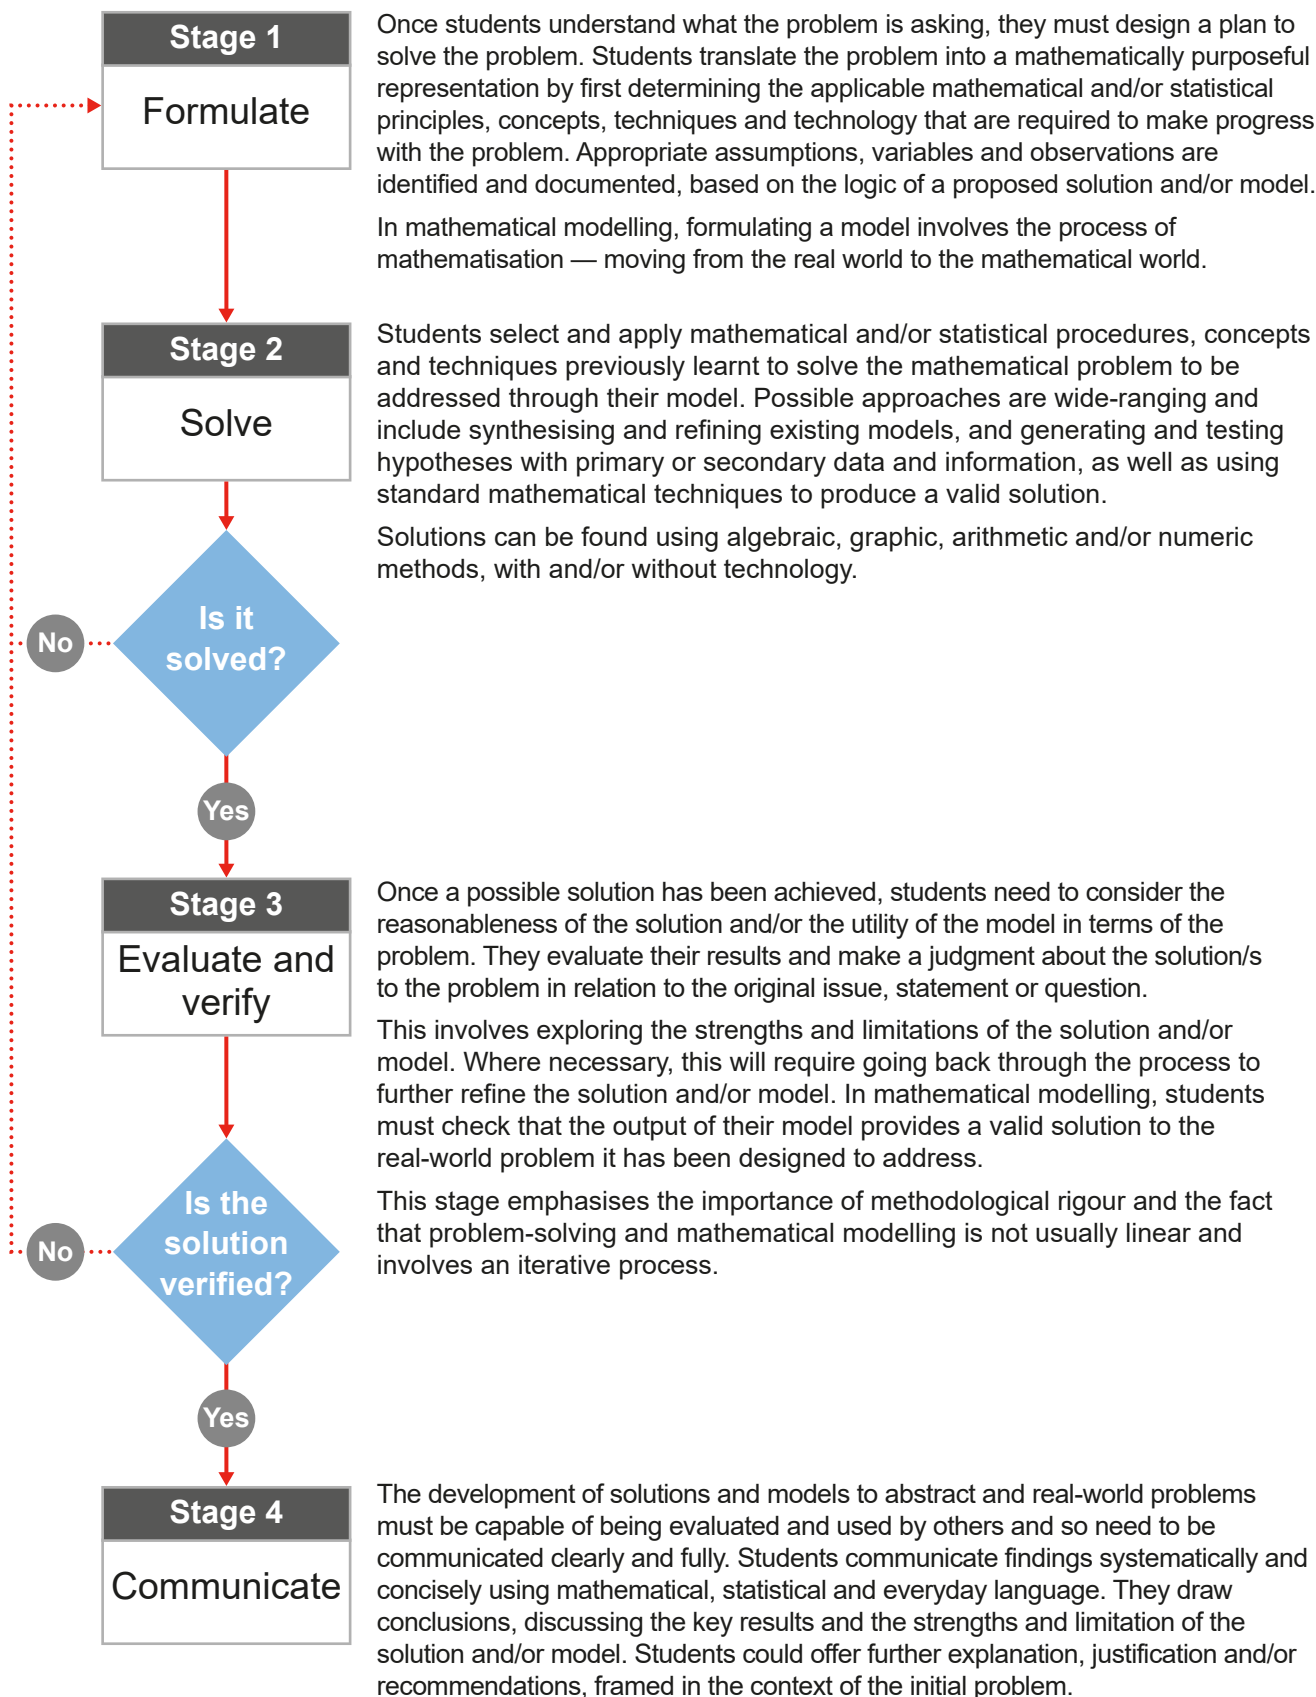 Stage 1
Formulate
Once students understand what the problem is asking, they must design a plan to
solve the problem. Students translate the problem into a mathematically purposeful
representation by first determining the applicable mathematical and/or statistical
principles, concepts, techniques and technology that are required to make progress
with the problem. Appropriate assumptions, variables and observations are
identified and documented, based on the logic of a proposed solution and/or model.
In mathematical modelling, formulating a model involves the process of
mathematisation — moving from the real world to the mathematical world.
Stage 2
Solve
Students select and apply mathematical and/or statistical procedures, concepts
and techniques previously learnt to solve the mathematical problem to be
addressed through their model. Possible approaches are wide-ranging and
include synthesising and refining existing models, and generating and testing
hypotheses with primary or secondary data and information, as well as using
standard mathematical techniques to produce a valid solution.
Solutions can be found using algebraic, graphic, arithmetic and/or numeric
methods, with and/or without technology.
Is it
solved?
No
Yes
Stage 3
Evaluate and
verify
Once a possible solution has been achieved, students need to consider the
reasonableness of the solution and/or the utility of the model in terms of the
problem. They evaluate their results and make a judgment about the solution/s
to the problem in relation to the original issue, statement or question.
This involves exploring the strengths and limitations of the solution and/or
model. Where necessary, this will require going back through the process to
further refine the solution and/or model. In mathematical modelling, students
must check that the output of their model provides a valid solution to the
real-world problem it has been designed to address.
This stage emphasises the importance of methodological rigour and the fact
that problem-solving and mathematical modelling is not usually linear and
involves an iterative process.
Is the
solution
verified?
No
Yes
Stage 4
Communicate
The development of solutions and models to abstract and real-world problems
must be capable of being evaluated and used by others and so need to be
communicated clearly and fully. Students communicate findings systematically and
concisely using mathematical, statistical and everyday language. They draw
conclusions, discussing the key results and the strengths and limitation of the
solution and/or model. Students could offer further explanation, justification and/or
recommendations, framed in the context of the initial problem.